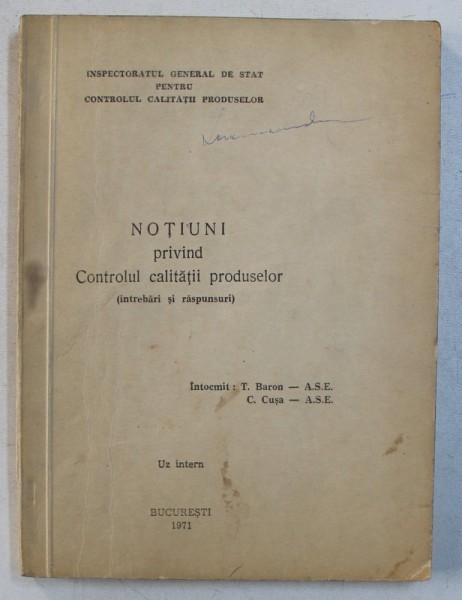 INSPECTORATUL GENERAL DE STAT
PENTRU
CONTROLUL CALITĂȚII PRODUSELOR
NOȚIUNI
privind
Controlul calității produselor
(întrebări și răspunsuri)
Întocmit : T. Baron — A.S.E.
C. Cușa — A.S.E.
Uz intern
BUCUREȘTI
1971